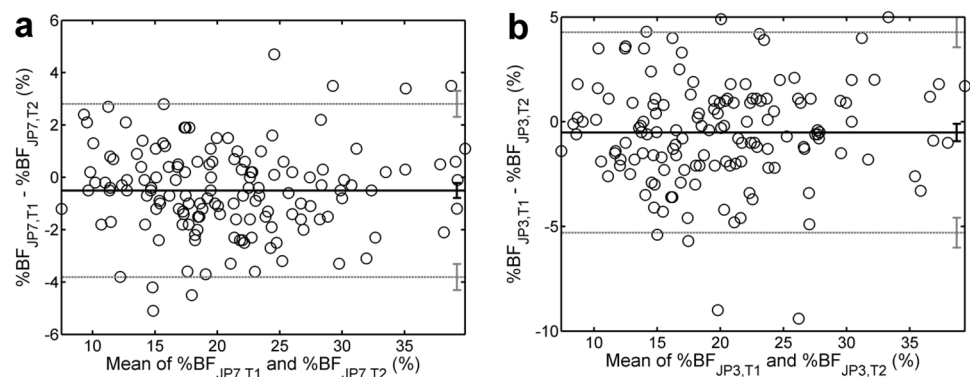 a
%BF JP7,T1 - %BF JP7,T2 (%)
6
4
2
0
-2
-4
-6
10 15 20 25 30 35
Mean of %BF JP7,T1 and %BF JP7,T2 (%)
b
%BF JP3,T1 - %BF JP3,T2 (%)
5
0
-5
-10
10 15 20 25 30 35
Mean of %BF JP3,T1 and %BF JP3,T2 (%)